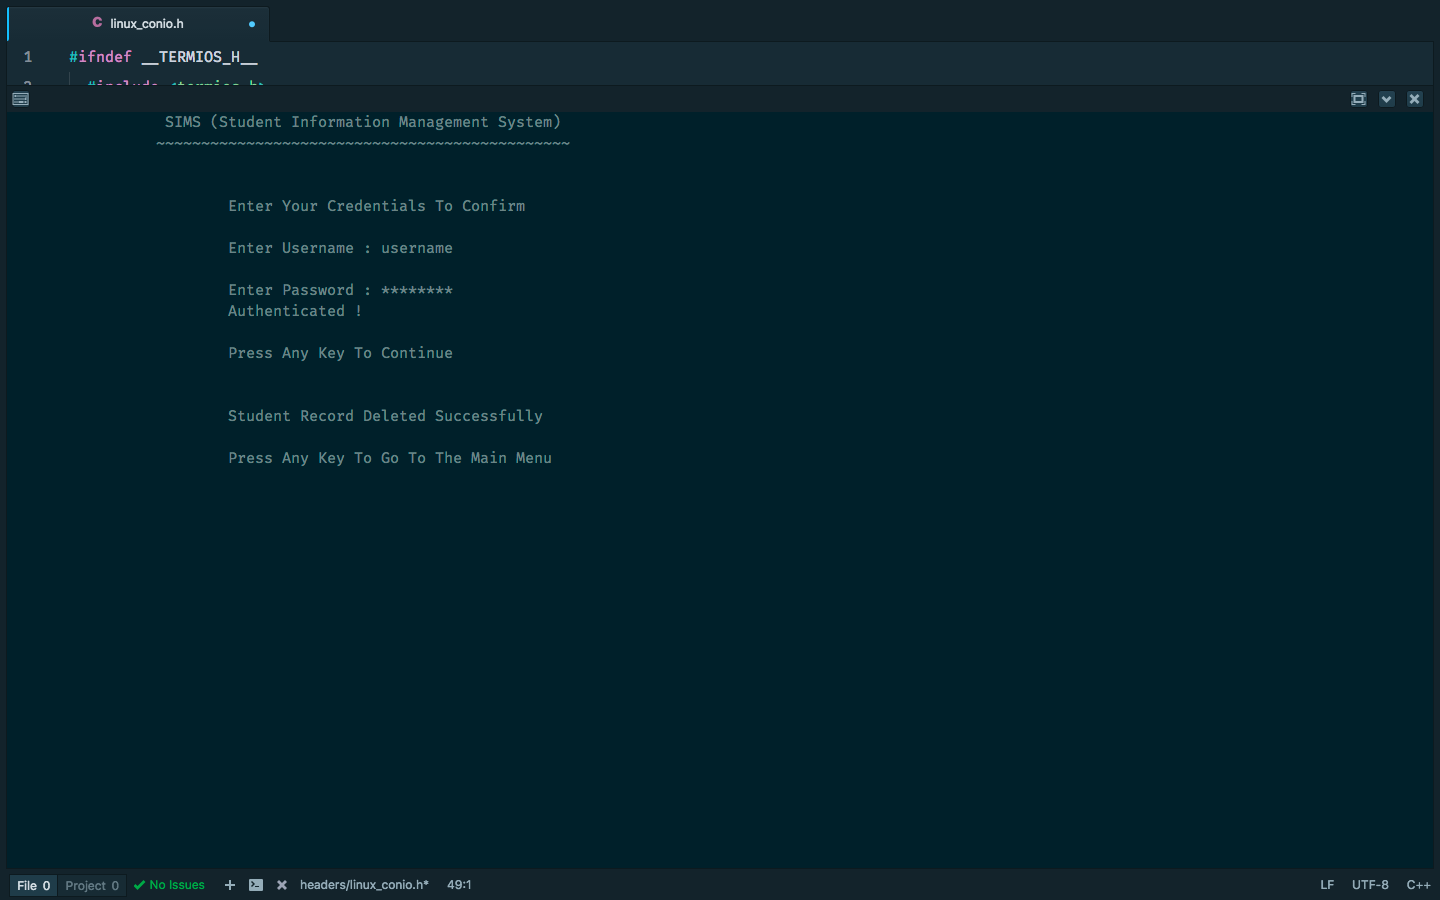 linux_conio.h
1 #ifndef __TERMIOS_H__
#include <termios.h>
SIMS (Student Information Management System)
~~~~~~~~~~~~~~~~~~~~~~~~~~~~~~~~~~~~~~~~~~~~~~
Enter Your Credentials To Confirm
Enter Username : username
Enter Password : ********
Authenticated !
Press Any Key To Continue
Student Record Deleted Successfully
Press Any Key To Go To The Main Menu
File 0 Project 0 No Issues headers/linux_conio.h* 49:1 LF UTF-8 C++